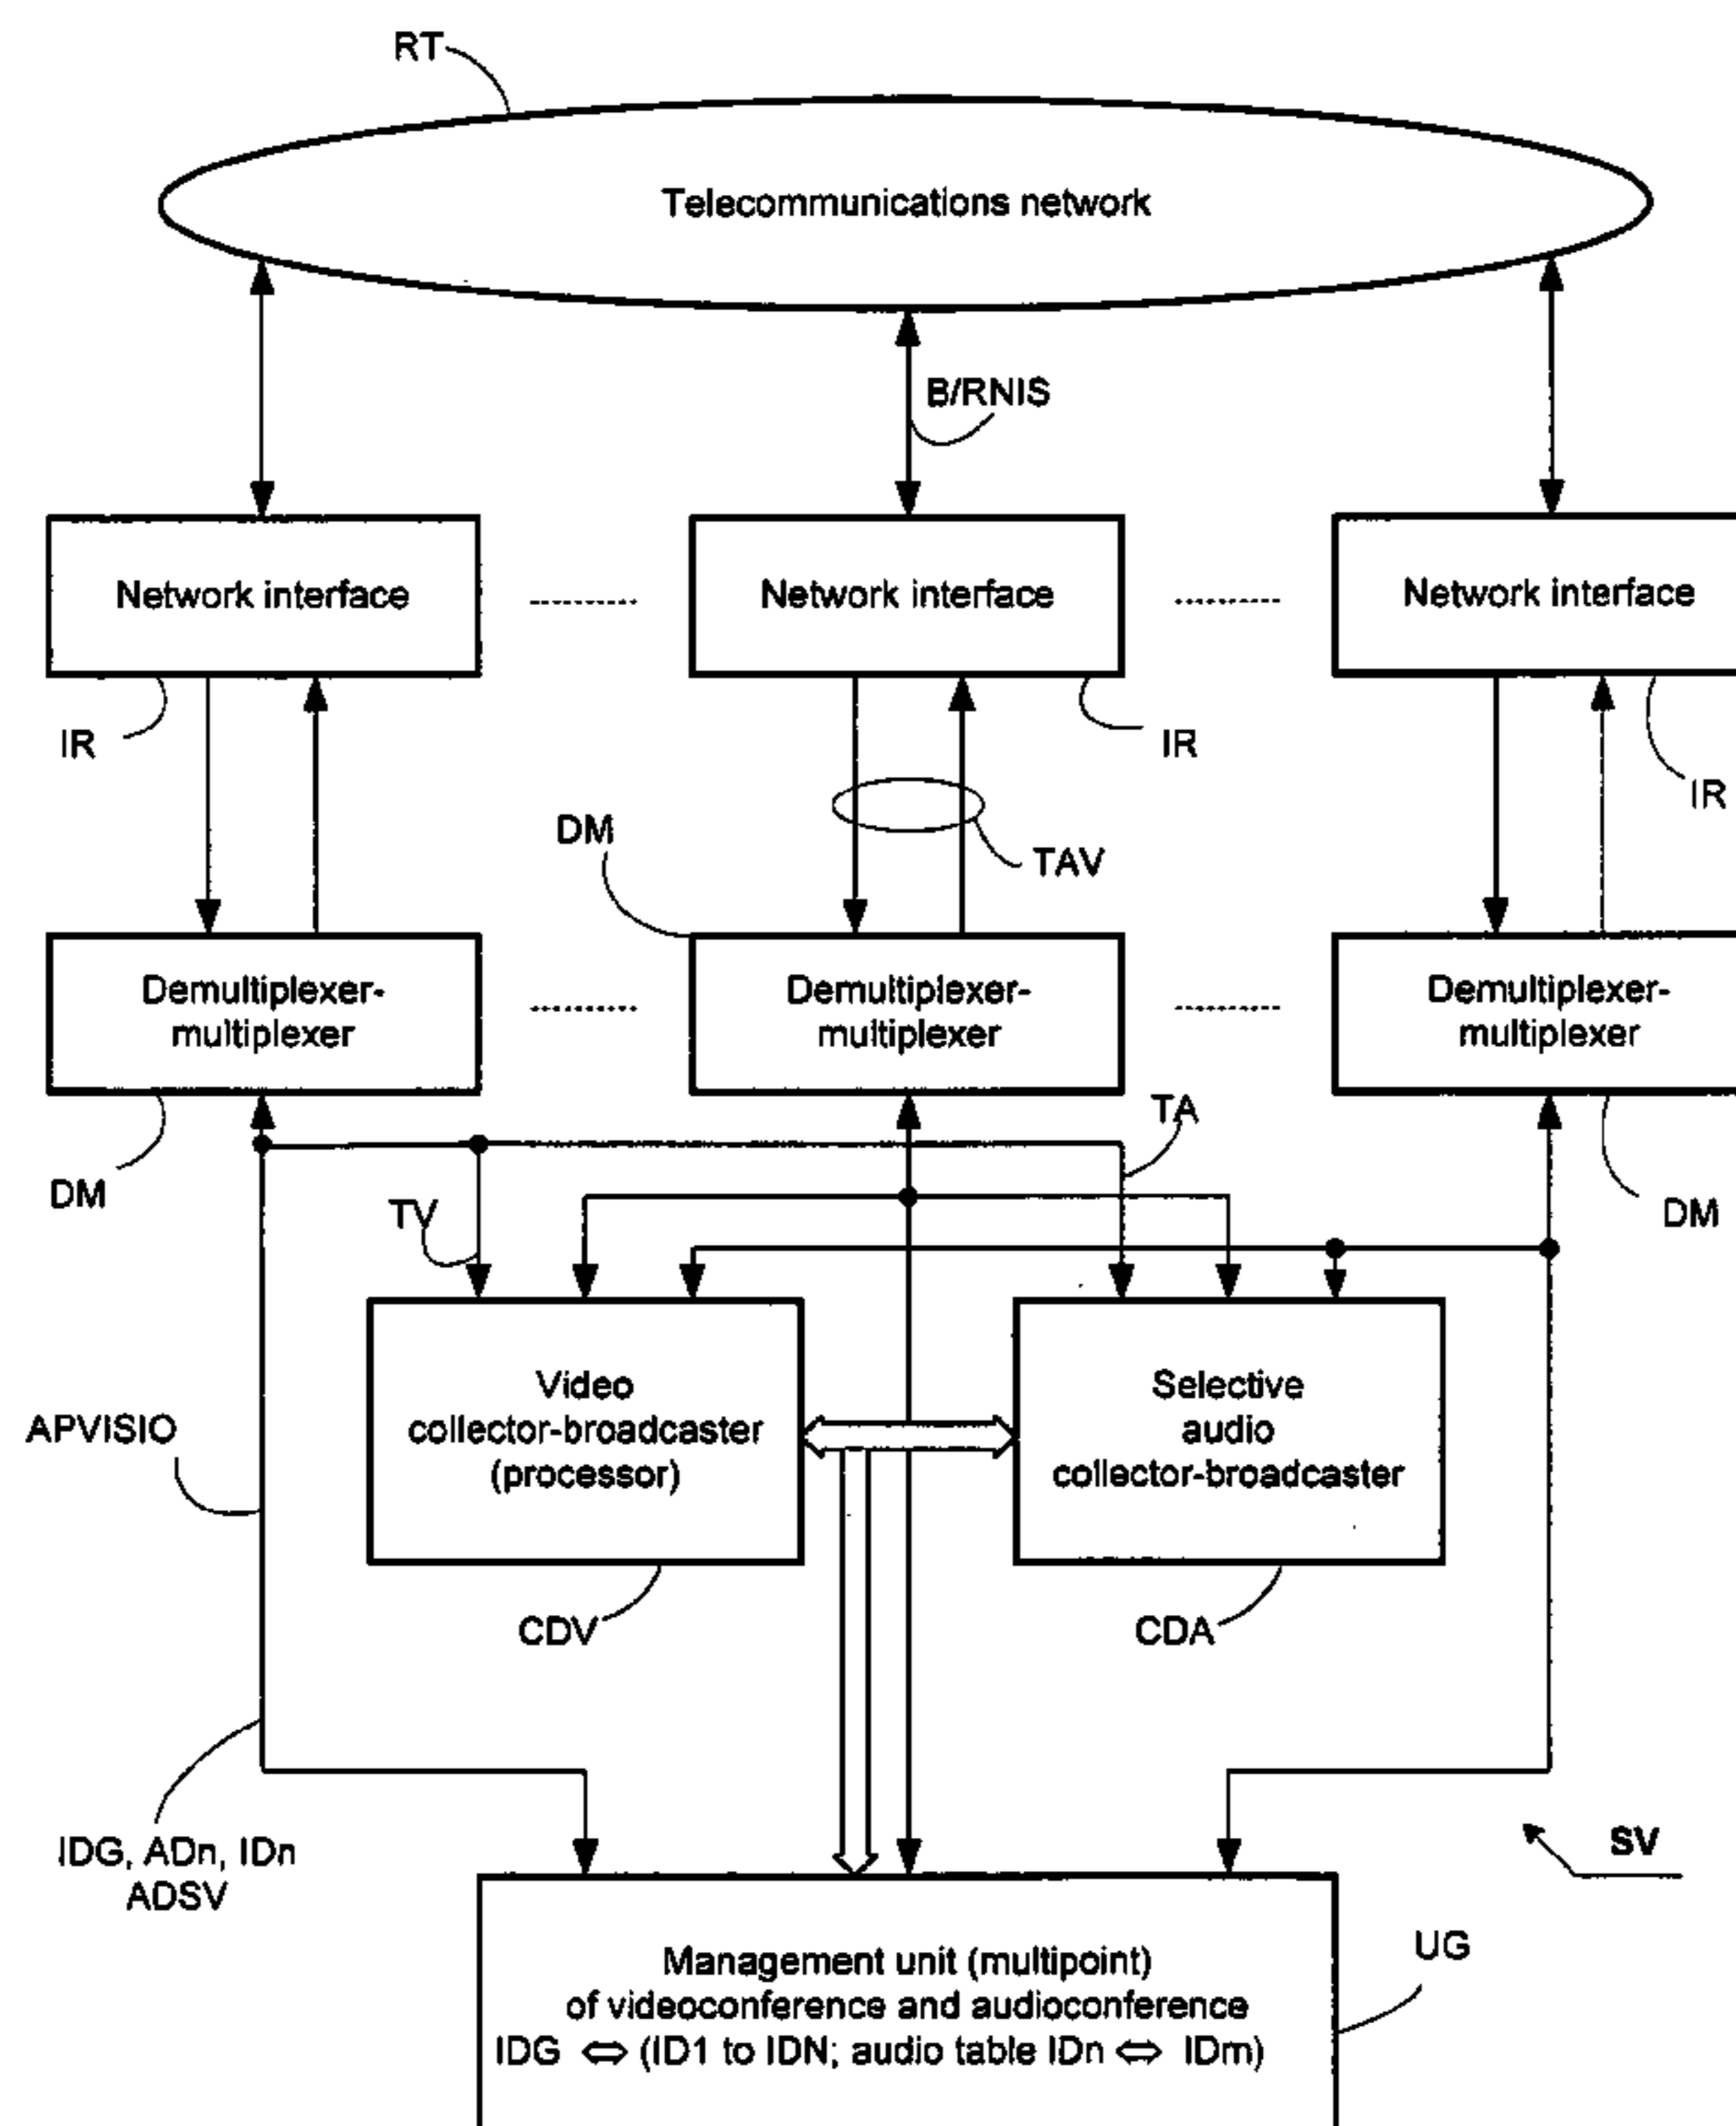 RT
Telecommunications network
B/RNIS
Network interface
Network interface
Network interface
IR
IR
IR
DM
TAV
Demultiplexer-
multiplexer
Demultiplexer-
multiplexer
Demultiplexer-
multiplexer
TA
DM
TV
DM
Video
collector-broadcaster
(processor)
Selective
audio
collector-broadcaster
APVISIO
CDV
CDA
IDG, ADn, IDn
ADSV
SV
UG
Management unit (multipoint)
of videoconference and audioconference
IDG ⇔ (ID1 to IDN; audio table IDn ⇔ IDm)